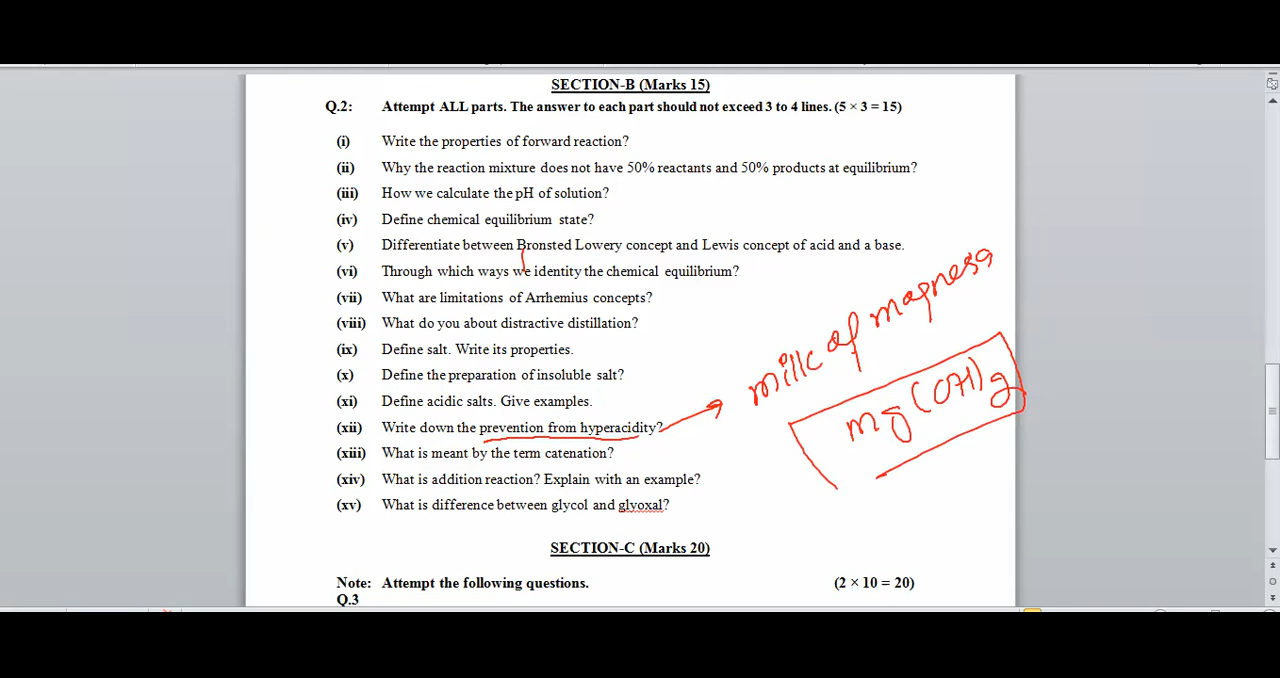 SECTION-B (Marks 15)
Q.2: Attempt ALL parts. The answer to each part should not exceed 3 to 4 lines. (5 × 3 = 15)
(i) Write the properties of forward reaction?
(ii) Why the reaction mixture does not have 50% reactants and 50% products at equilibrium?
(iii) How we calculate the pH of solution?
(iv) Define chemical equilibrium state?
(v) Differentiate between Bronsted Lowery concept and Lewis concept of acid and a base.
(vi) Through which ways we identity the chemical equilibrium?
(vii) What are limitations of Arrhemius concepts?
(viii) What do you about distractive distillation?
(ix) Define salt. Write its properties.
(x) Define the preparation of insoluble salt?
(xi) Define acidic salts. Give examples.
(xii) Write down the prevention from hyperacidity?
milk of magness
mg(OH)2
(xiii) What is meant by the term catenation?
(xiv) What is addition reaction? Explain with an example?
(xv) What is difference between glycol and glyoxal?
SECTION-C (Marks 20)
Note: Attempt the following questions. (2 × 10 = 20)
Q.3